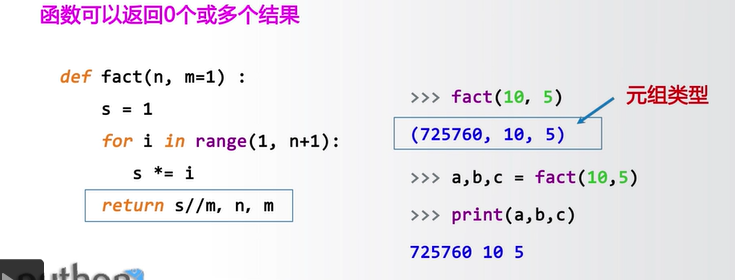 函数可以返回0个或多个结果
def fact(n, m=1) :
s = 1
for i in range(1, n+1):
s *= i
return s//m, n, m
>>> fact(10, 5)
元组类型
(725760, 10, 5)
>>> a,b,c = fact(10,5)
>>> print(a,b,c)
725760 10 5